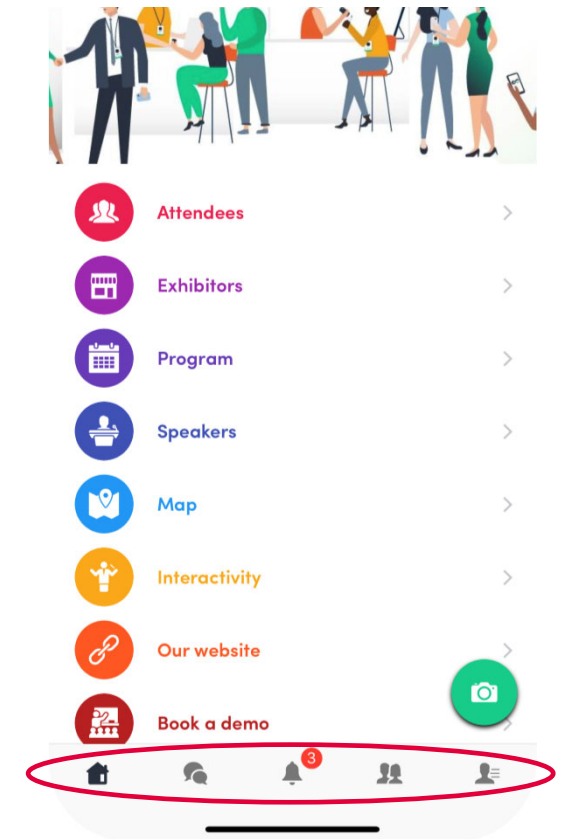 Attendees
Exhibitors
Program
Speakers
Map
Interactivity
Our website
Book a demo
3